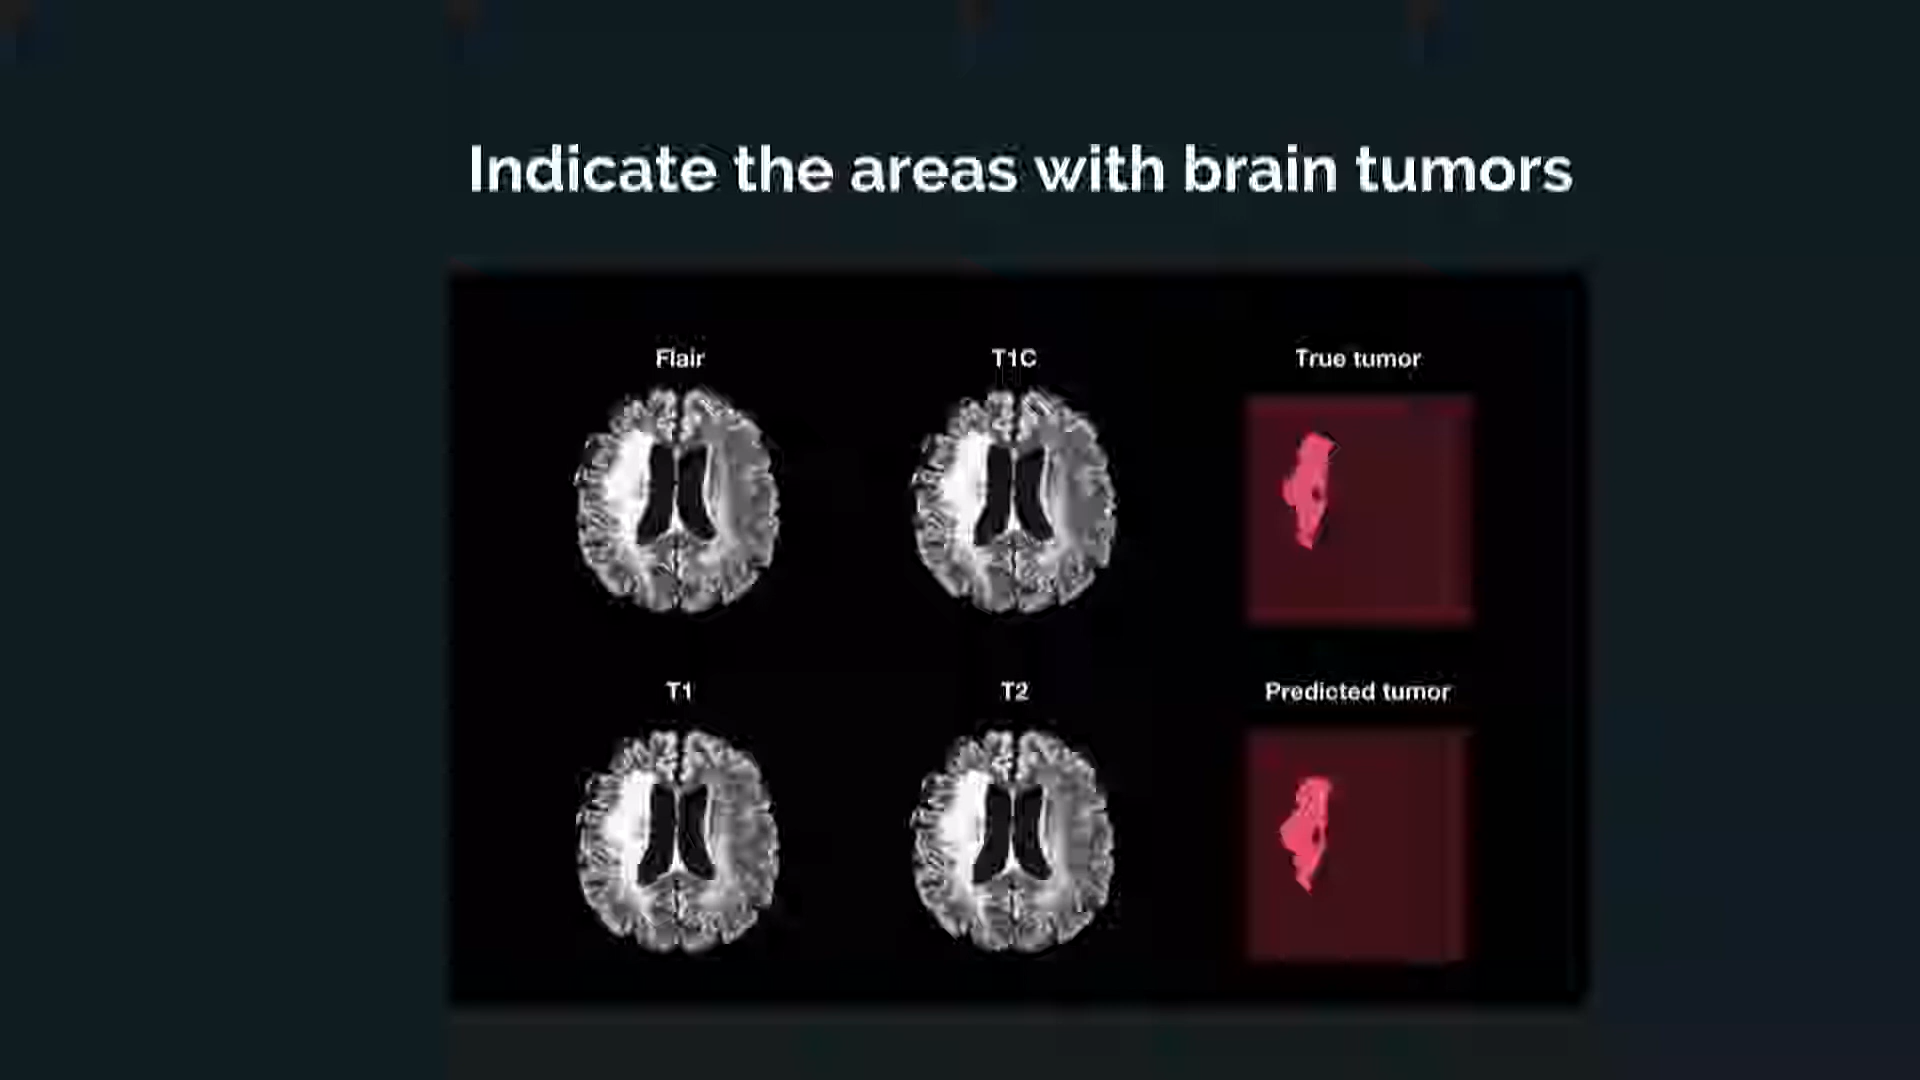 Indicate the areas with brain tumors
Flair
T1C
True tumor
T1
T2
Predicted tumor